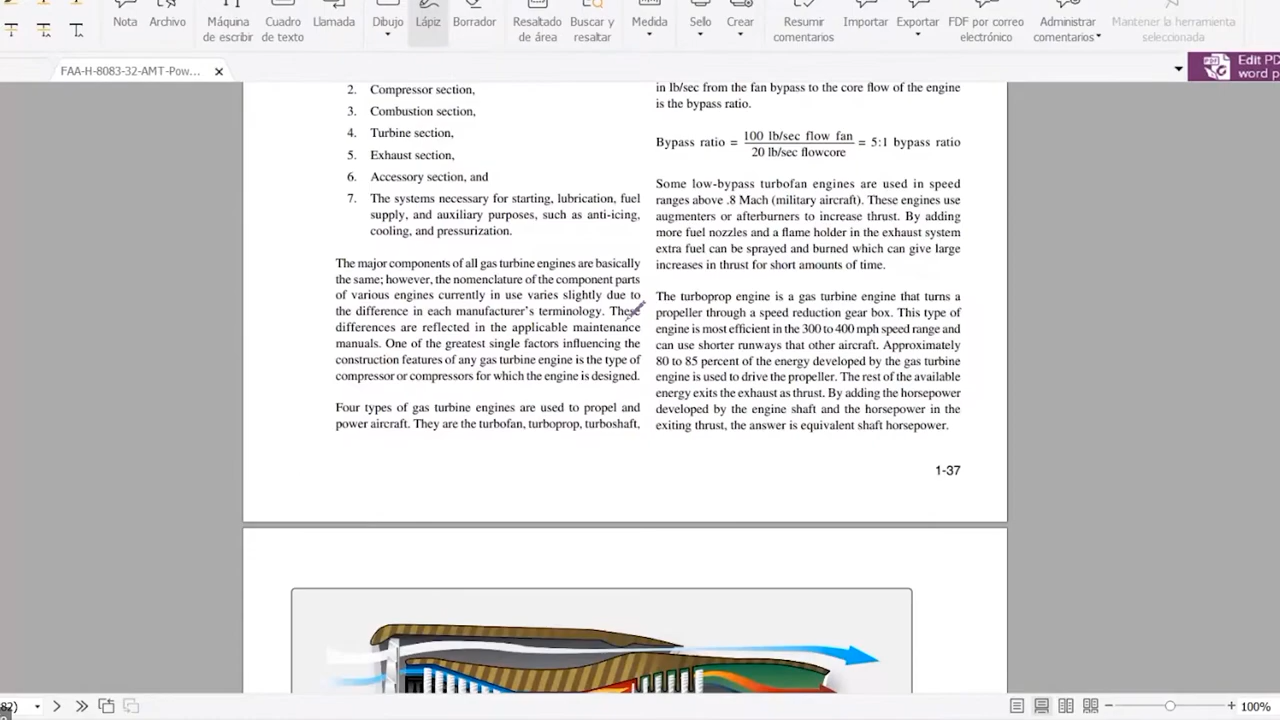 Nota
Archivo
Máquina
de escribir
Cuadro
de texto
Llamada
Dibujo
Lápiz
Borrador
Resaltado
de área
Buscar y
resaltar
Medida
Sello
Crear
Resumir
comentarios
Importar
Exportar
FDF por correo
electrónico
Administrar
comentarios
Mantener la herramienta
seleccionada
FAA-H-8083-32-AMT-Pow...
Edit PD
word p
2. Compressor section,
3. Combustion section,
4. Turbine section,
5. Exhaust section,
6. Accessory section, and
7. The systems necessary for starting, lubrication, fuel
supply, and auxiliary purposes, such as anti-icing,
cooling, and pressurization.
The major components of all gas turbine engines are basically
the same; however, the nomenclature of the component parts
of various engines currently in use varies slightly due to
the difference in each manufacturer's terminology. These
differences are reflected in the applicable maintenance
manuals. One of the greatest single factors influencing the
construction features of any gas turbine engine is the type of
compressor or compressors for which the engine is designed.
Four types of gas turbine engines are used to propel and
power aircraft. They are the turbofan, turboprop, turboshaft,
in lb/sec from the fan bypass to the core flow of the engine
is the bypass ratio.
Bypass ratio = 100 lb/sec flow fan / 20 lb/sec flowcore = 5:1 bypass ratio
Some low-bypass turbofan engines are used in speed
ranges above .8 Mach (military aircraft). These engines use
augmenters or afterburners to increase thrust. By adding
more fuel nozzles and a flame holder in the exhaust system
extra fuel can be sprayed and burned which can give large
increases in thrust for short amounts of time.
The turboprop engine is a gas turbine engine that turns a
propeller through a speed reduction gear box. This type of
engine is most efficient in the 300 to 400 mph speed range and
can use shorter runways that other aircraft. Approximately
80 to 85 percent of the energy developed by the gas turbine
engine is used to drive the propeller. The rest of the available
energy exits the exhaust as thrust. By adding the horsepower
developed by the engine shaft and the horsepower in the
exiting thrust, the answer is equivalent shaft horsepower.
1-37
82)
100%